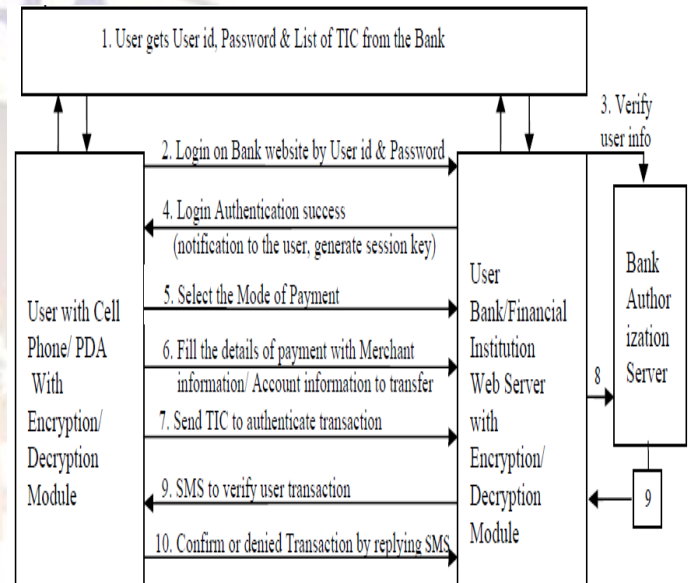 1. User gets User id, Password & List of TIC from the Bank
3. Verify
user info
2. Login on Bank website by User id & Password
4. Login Authentication success
(notification to the user, generate session key)
5. Select the Mode of Payment
6. Fill the details of payment with Merchant
information/ Account information to transfer
7. Send TIC to authenticate transaction
9. SMS to verify user transaction
10. Confirm or denied Transaction by replying SMS
User with Cell
Phone/ PDA
With
Encryption/
Decryption
Module
User
Bank/Financial
Institution
Web Server
with
Encryption/
Decryption
Module
8
Bank
Author
ization
Server
9